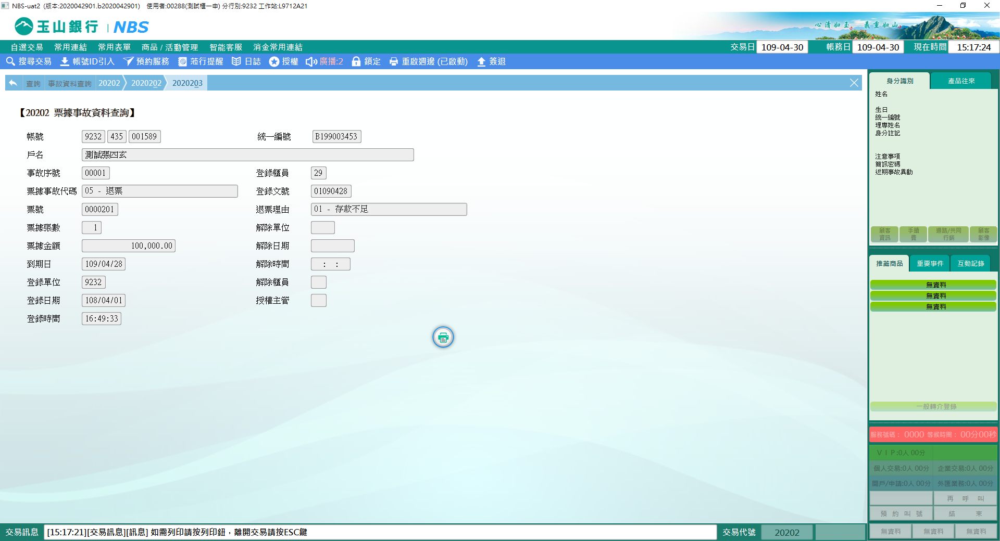 NBS-uat2 (版本:2020042901.b2020042901) 使用者:00288(測試櫃一申) 分行別:9232 工作站:L9712A21
玉山銀行 | NBS
心清如玉 義重如山
自選交易 常用連結 常用表單 商品 / 活動管理 智能客服 消金常用連結
交易日 109-04-30 帳務日 109-04-30 現在時間 15:17:24
搜尋交易 帳號ID引入 預約服務 蒞行提醒 日誌 授權 廣播:2 鎖定 重啟週邊 (已啟動) 簽退
查詢 事故資料查詢 20202 2020202 2020203
【20202 票據事故資料查詢】
帳號 9232 435 001589 統一編號 B199003453
戶名 測試張四玄
事故序號 00001 登錄櫃員 29
票據事故代碼 05 - 退票 登錄文號 01090428
票號 0000201 退票理由 01 - 存款不足
票據張數 1 解除單位
票據金額 100,000.00 解除日期
到期日 109/04/28 解除時間 : :
登錄單位 9232 解除櫃員
登錄日期 108/04/01 授權主管
登錄時間 16:49:33
身分識別 產品往來
姓名
生日
統一編號
理專姓名
身分註記
注意事項
簡訊密碼
近期事故異動
顧客資訊 手續費 通路/共同行銷 顧客影像
推薦商品 重要事件 互動記錄
無資料
無資料
無資料
一般轉介登錄
服務號碼： 0000 等候時間： 00分00秒
ＶＩＰ:0人 00分
個人交易:0人 00分 企業交易:0人 00分
開戶/申請:0人 00分 外匯業務:0人 00分
再 呼 叫
預 約 叫 號 結 束
無資料 無資料 無資料
交易訊息 [15:17:21][交易訊息][訊息] 如需列印請按列印鈕，離開交易請按ESC鍵 交易代號 20202